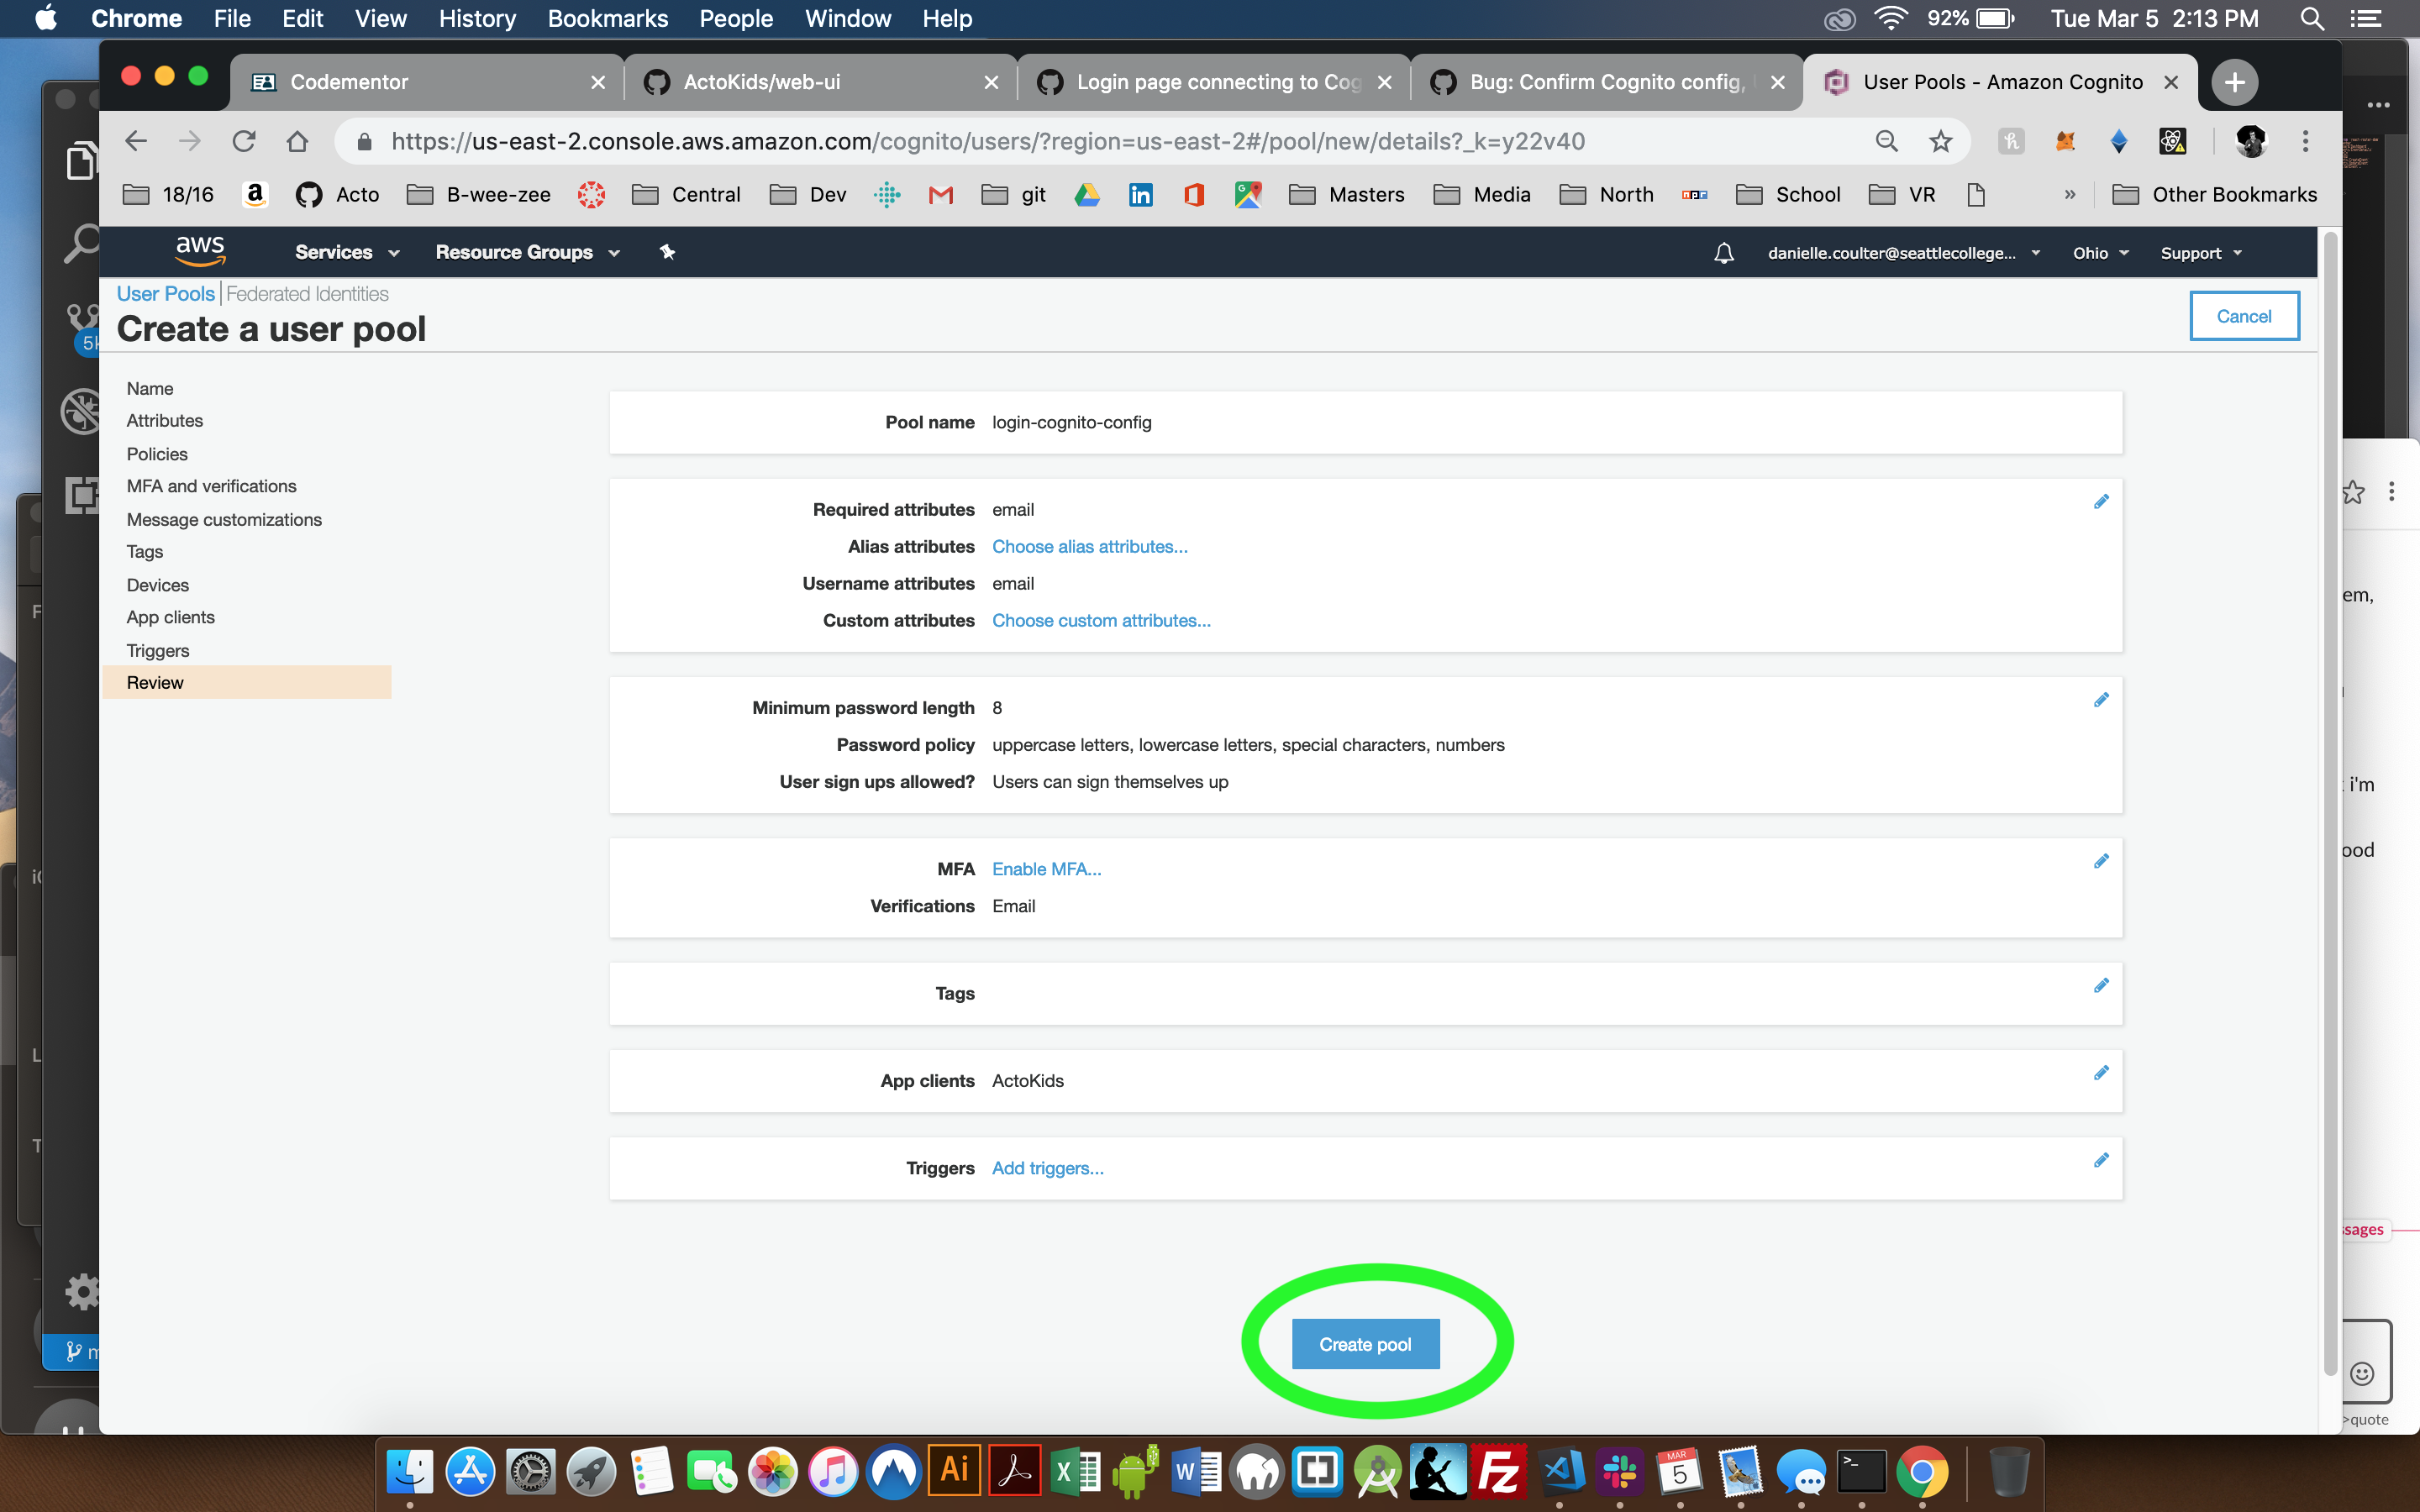 Chrome File Edit View History Bookmarks People Window Help 92% Tue Mar 5 2:13 PM
Codementor ActoKids/web-ui Login page connecting to Cog Bug: Confirm Cognito config, User Pools - Amazon Cognito
https://us-east-2.console.aws.amazon.com/cognito/users/?region=us-east-2#/pool/new/details?_k=y22v40
18/16 Acto B-wee-zee Central Dev git Masters Media North npr School VR » Other Bookmarks
aws Services Resource Groups danielle.coulter@seattlecollege... Ohio Support
User Pools Federated Identities
Create a user pool
Cancel
Name
Attributes
Policies
MFA and verifications
Message customizations
Tags
Devices
App clients
Triggers
Review
Pool name login-cognito-config
Required attributes email
Alias attributes Choose alias attributes...
Username attributes email
Custom attributes Choose custom attributes...
Minimum password length 8
Password policy uppercase letters, lowercase letters, special characters, numbers
User sign ups allowed? Users can sign themselves up
MFA Enable MFA...
Verifications Email
Tags
App clients ActoKids
Triggers Add triggers...
Create pool
em,
i'm
ood
ssages
>quote
Ai
MAR
5